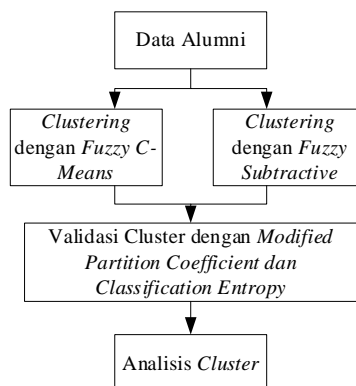 Data Alumni
Clustering
dengan Fuzzy C-
Means
Clustering
dengan Fuzzy
Subtractive
Validasi Cluster dengan Modified
Partition Coefficient dan
Classification Entropy
Analisis Cluster